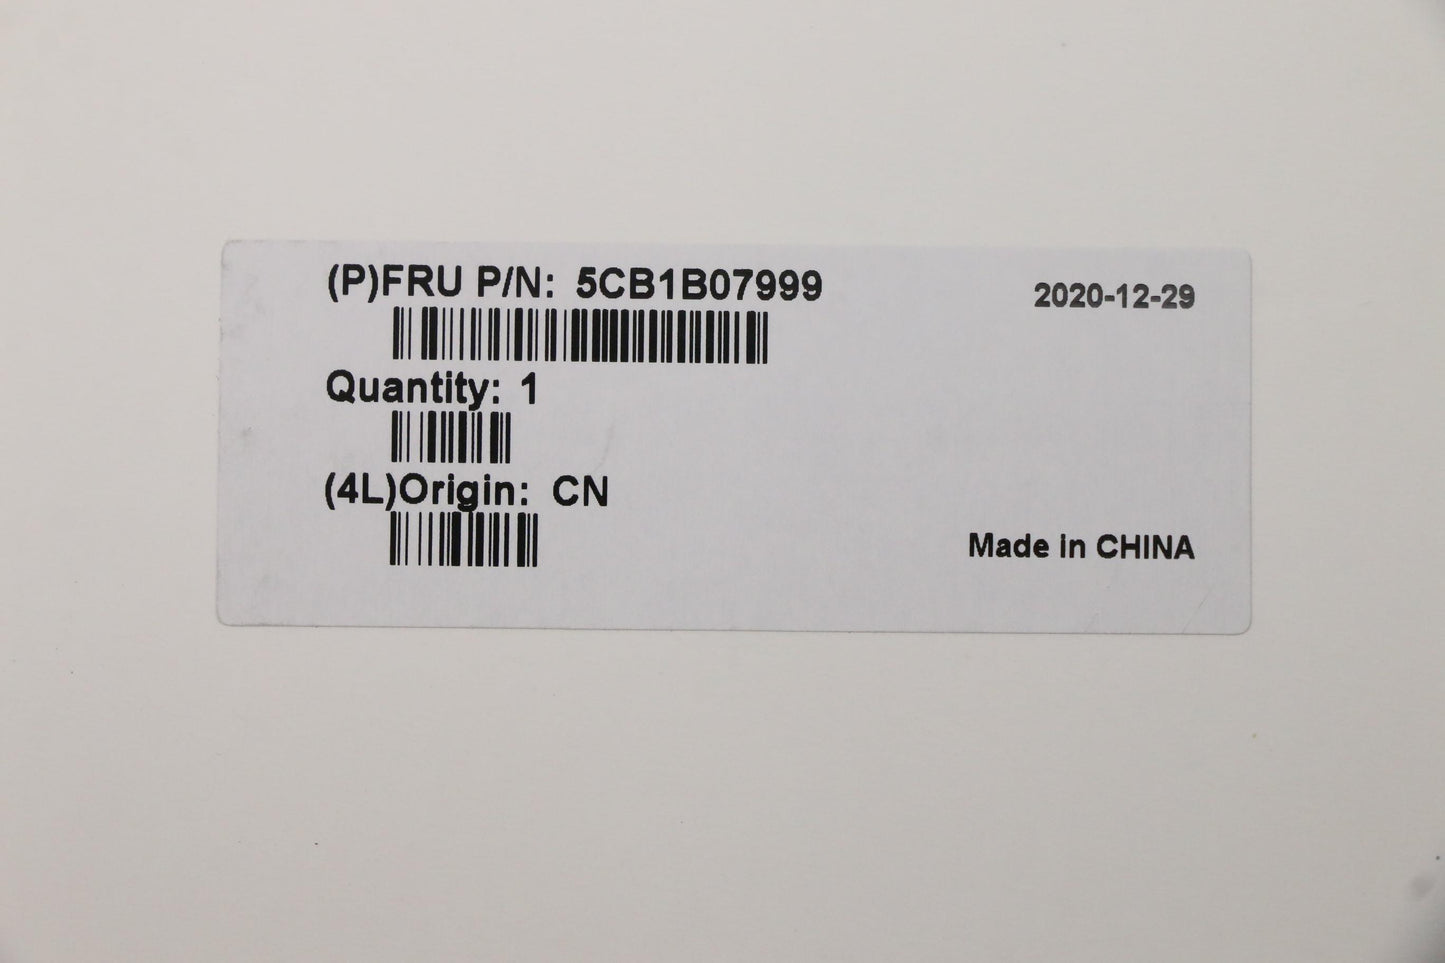 (P)FRU P/N: 5CB1B07999
2020-12-29
Quantity: 1
(4L)Origin: CN
Made in CHINA